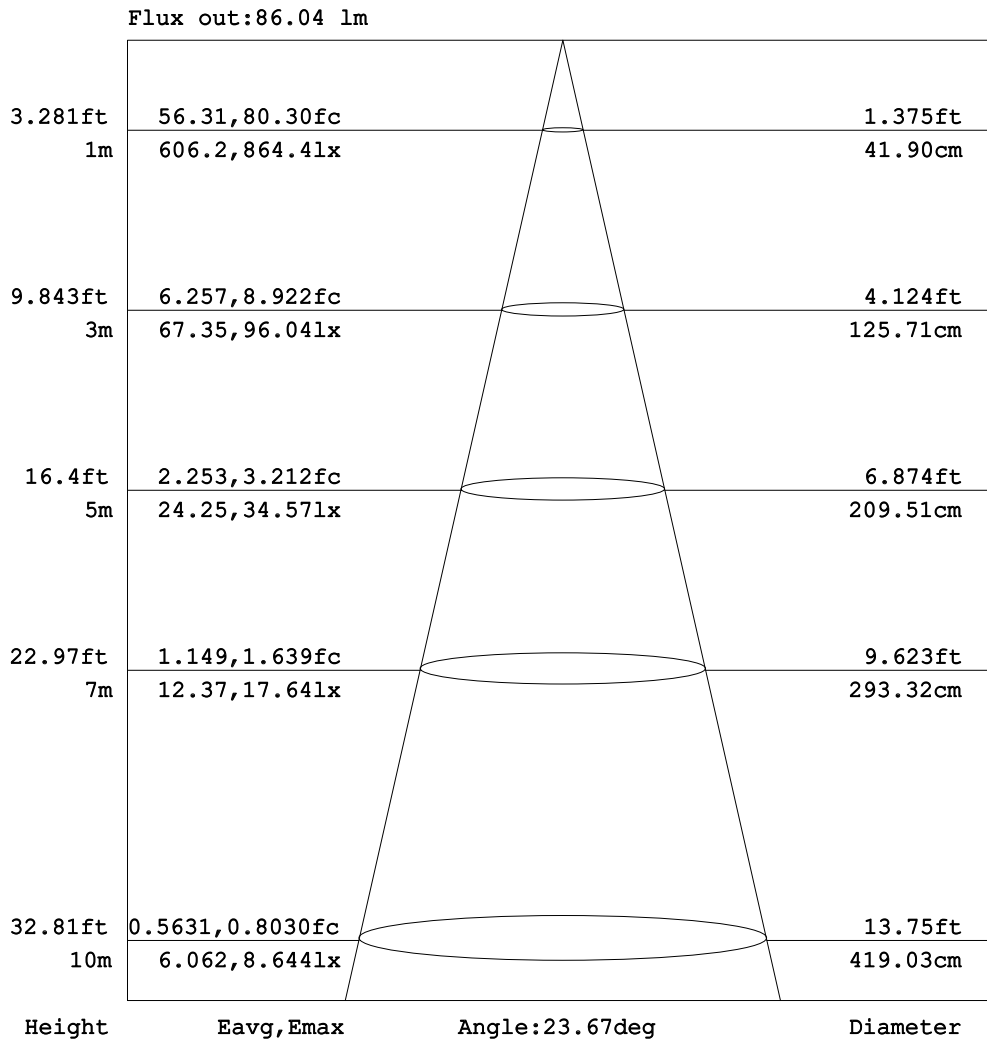 Flux out:86.04 lm
3.281ft 56.31,80.30fc 1.375ft
1m 606.2,864.4lx 41.90cm
9.843ft 6.257,8.922fc 4.124ft
3m 67.35,96.04lx 125.71cm
16.4ft 2.253,3.212fc 6.874ft
5m 24.25,34.57lx 209.51cm
22.97ft 1.149,1.639fc 9.623ft
7m 12.37,17.64lx 293.32cm
32.81ft 0.5631,0.8030fc 13.75ft
10m 6.062,8.644lx 419.03cm
Height Eavg,Emax Angle:23.67deg Diameter